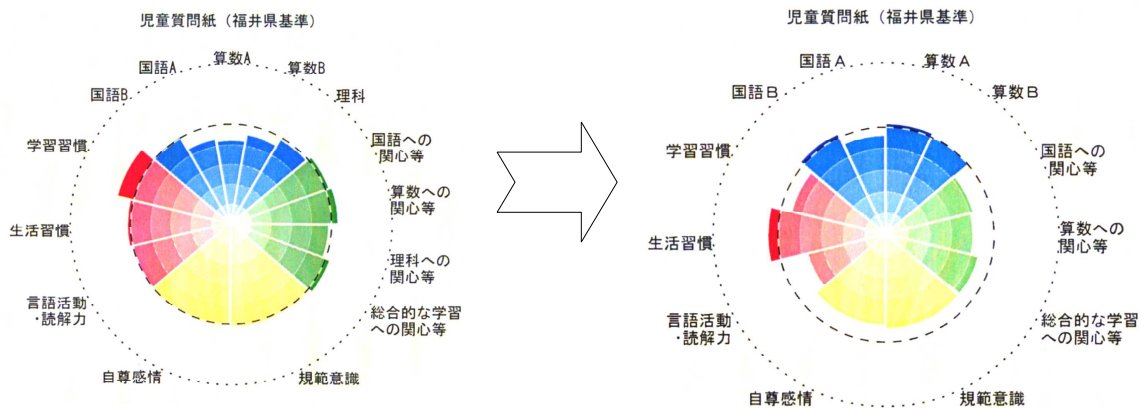 児童質問紙（福井県基準）
算数A
国語A
算数B
国語B
理科
学習習慣
国語への
関心等
算数への
関心等
生活習慣
理科への
関心等
言語活動
・読解力
総合的な学習
への関心等
自尊感情
規範意識
児童質問紙（福井県基準）
国語Ａ
算数Ａ
国語Ｂ
算数Ｂ
学習習慣
国語への
関心等
生活習慣
算数への
関心等
言語活動
・読解力
総合的な学習
への関心等
自尊感情
規範意識